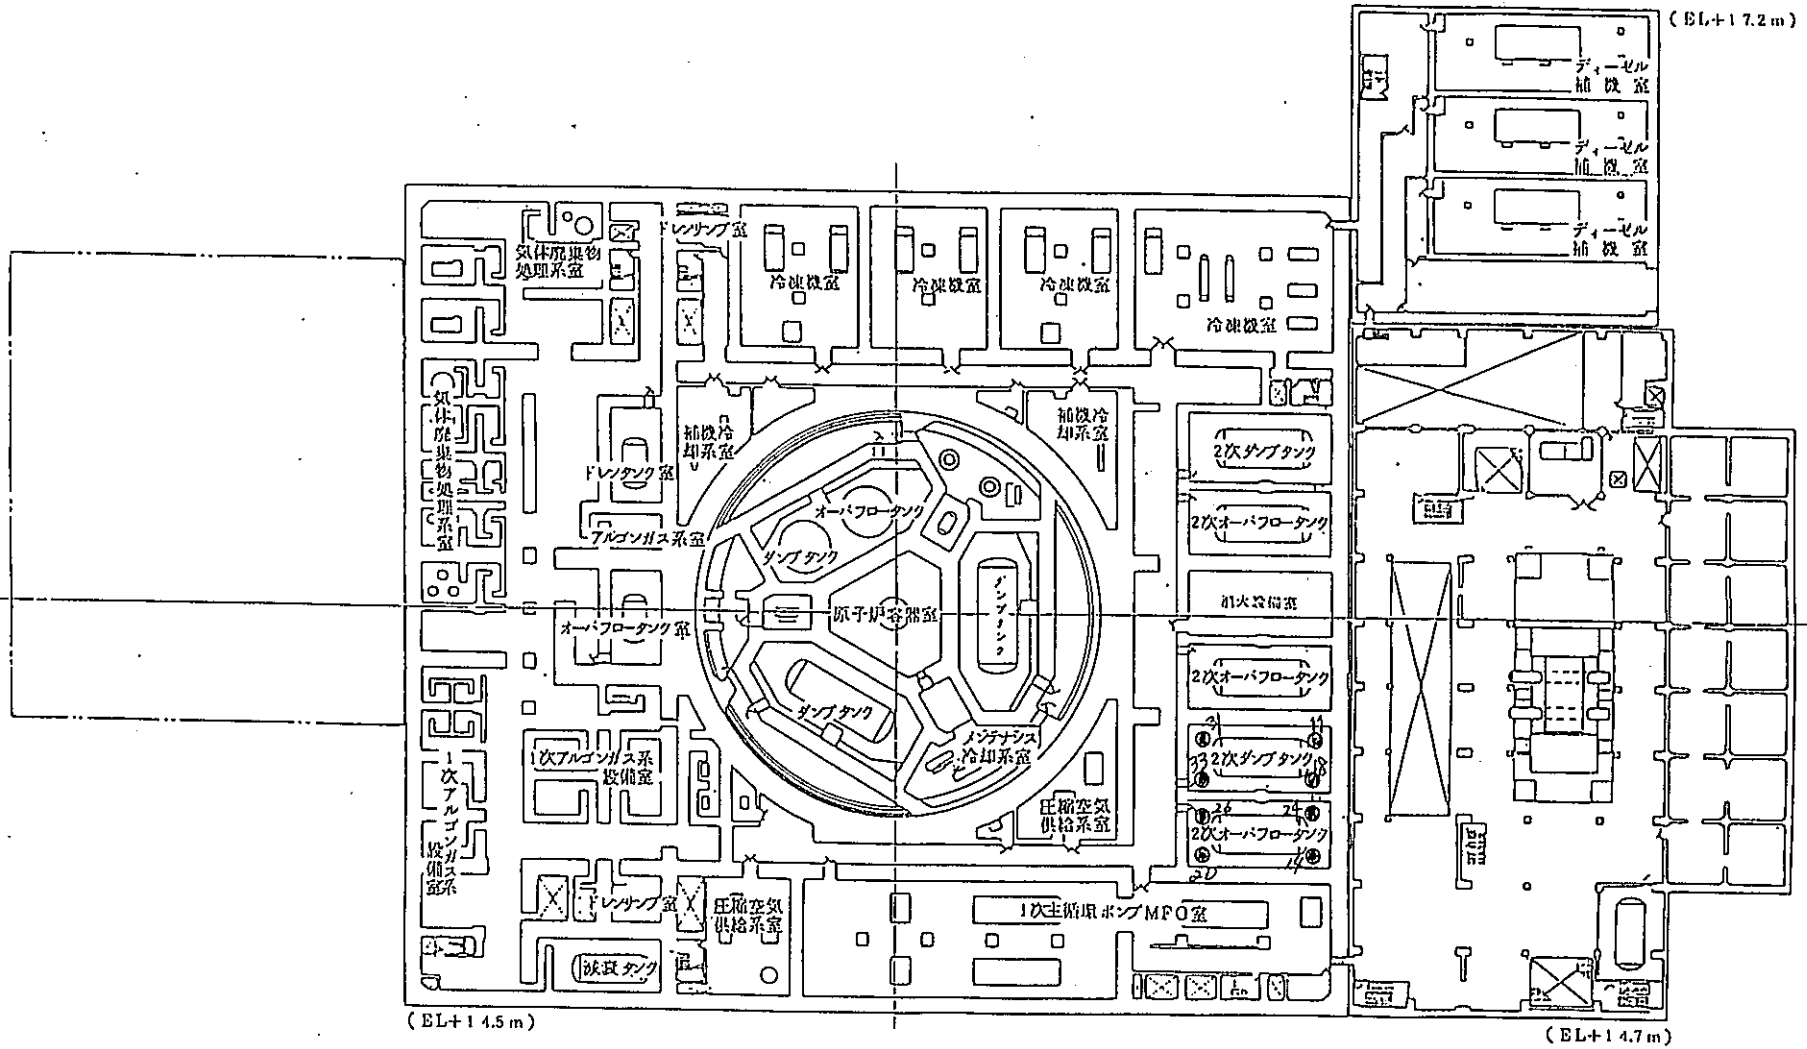 (EL+17.2m)
ディーゼル
補機室
ディーゼル
補機室
ディーゼル
補機室
気体廃棄物
処理系室
ドレンサンプ室
冷凍機室
冷凍機室
冷凍機室
冷凍機室
気体廃棄物処理系室
補機冷
却系室
補機冷
却系室
ドレンタンク室
2次ダンプタンク
オーバフロータンク
2次オーバフロータンク
アルゴンガス系室
ダンプタンク
ダンプタンク
消火設備室
原子炉容器室
オーバフロータンク室
2次オーバフロータンク
ダンプタンク
メンテナンス
冷却系室
31
17
1次アルゴンガス系
設備室
33
2次ダンプタンク
18
1次アルゴンガス系
設備室
圧縮空気
供給系室
26
24
2次オーバフロータンク
20
14
ドレンサンプ室
圧縮空気
供給系室
1次主循環ポンプMFO室
タンク
(EL+14.5m)
(EL+14.7m)